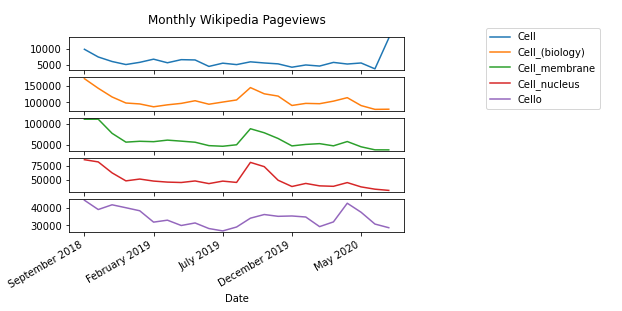 Monthly Wikipedia Pageviews
10000
5000
150000
100000
100000
50000
75000
50000
40000
30000
September 2018
February 2019
July 2019
December 2019
May 2020
Date
Cell
Cell_(biology)
Cell_membrane
Cell_nucleus
Cello